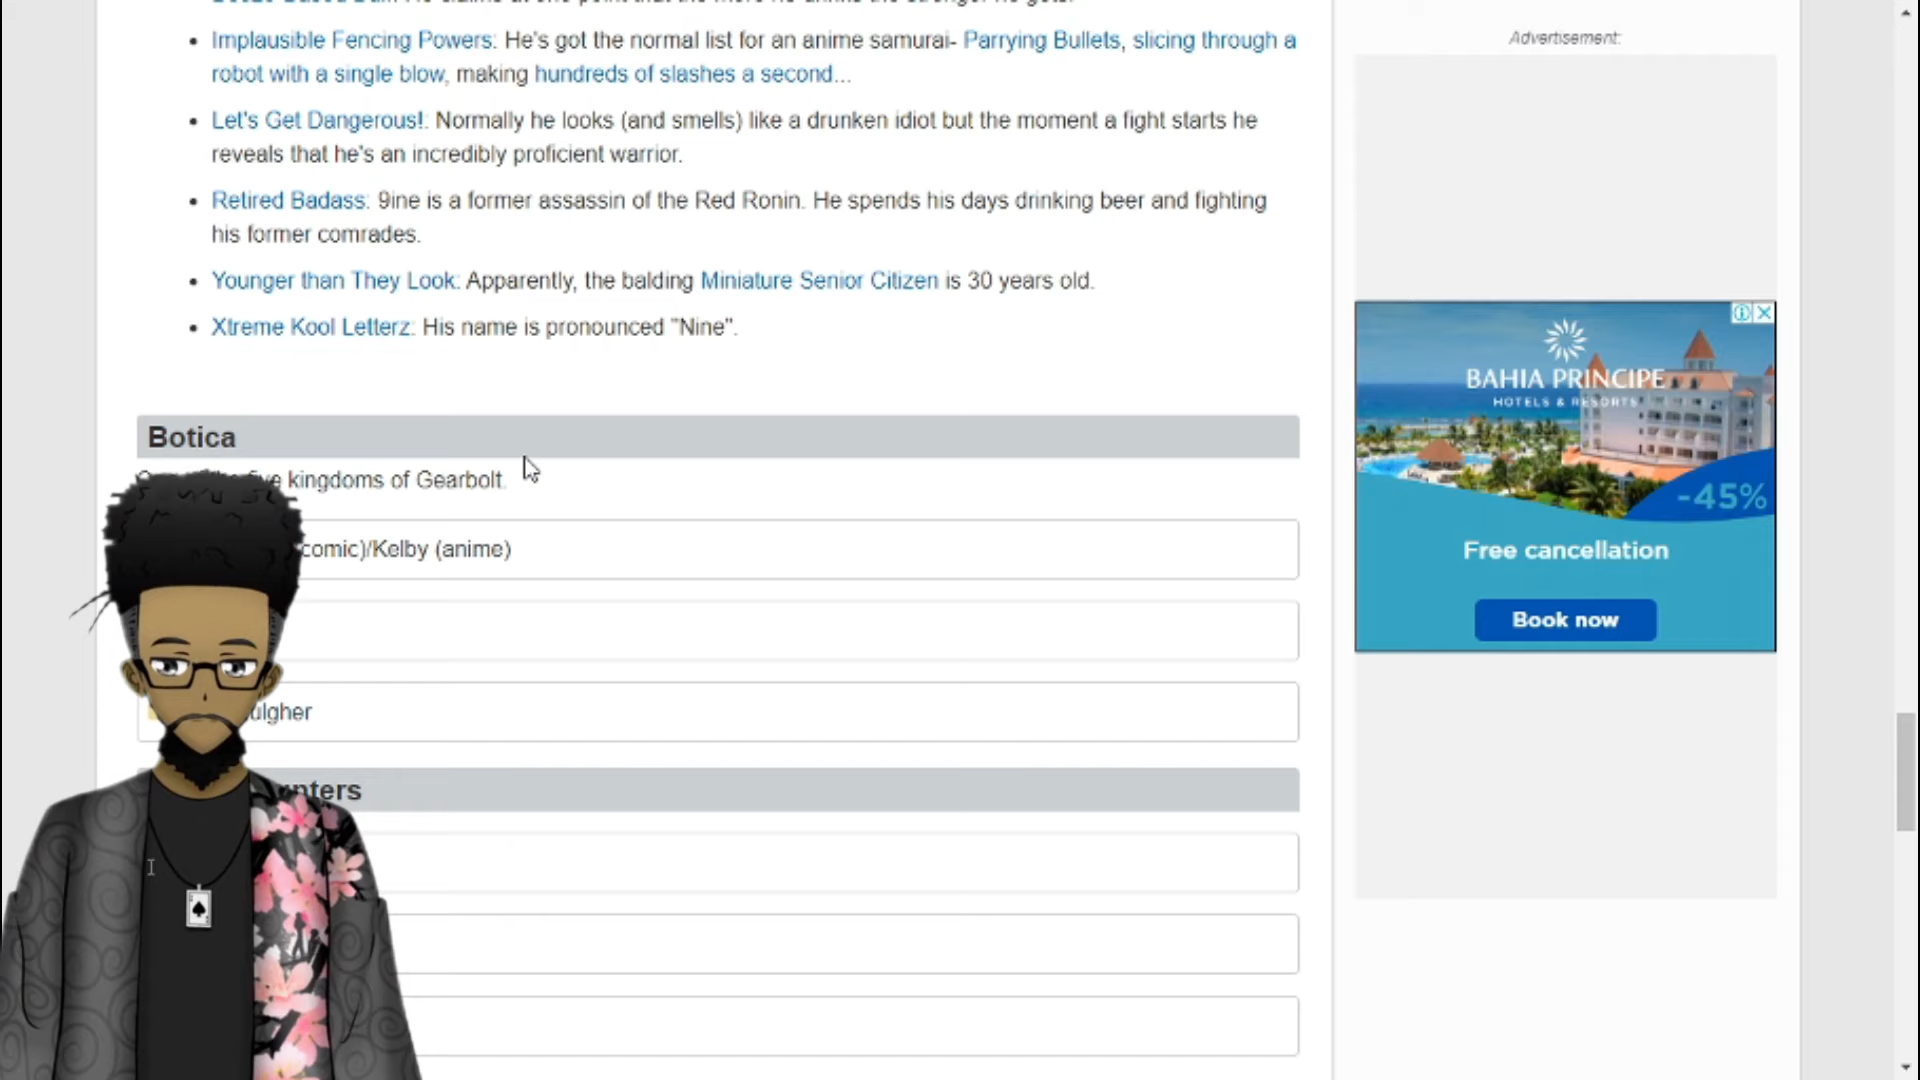 Implausible Fencing Powers: He's got the normal list for an anime samurai- Parrying Bullets, slicing through a
robot with a single blow, making hundreds of slashes a second...
Let's Get Dangerous!: Normally he looks (and smells) like a drunken idiot but the moment a fight starts he
reveals that he's an incredibly proficient warrior.
Retired Badass: 9ine is a former assassin of the Red Ronin. He spends his days drinking beer and fighting
his former comrades.
Younger than They Look: Apparently, the balding Miniature Senior Citizen is 30 years old.
Xtreme Kool Letterz: His name is pronounced "Nine".
Botica
kingdoms of Gearbolt.
comic)/Kelby (anime)
ulgher
nters
Advertisement:
BAHIA PRINCIPE
HOTELS & RESORTS
-45%
Free cancellation
Book now